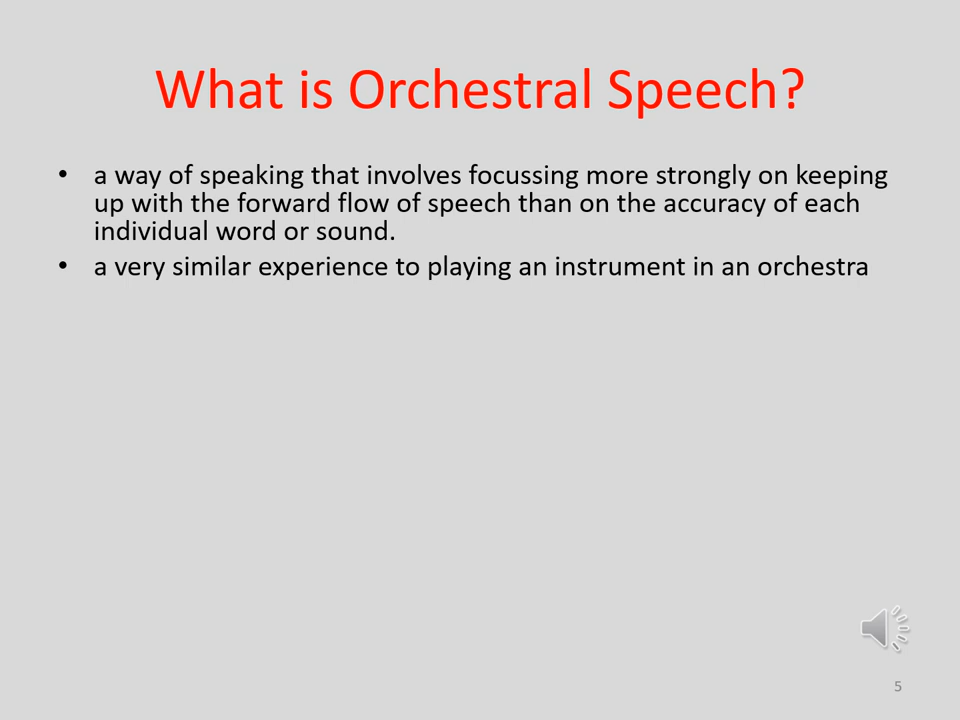 What is Orchestral Speech?
• a way of speaking that involves focussing more strongly on keeping
up with the forward flow of speech than on the accuracy of each
individual word or sound.
• a very similar experience to playing an instrument in an orchestra
5